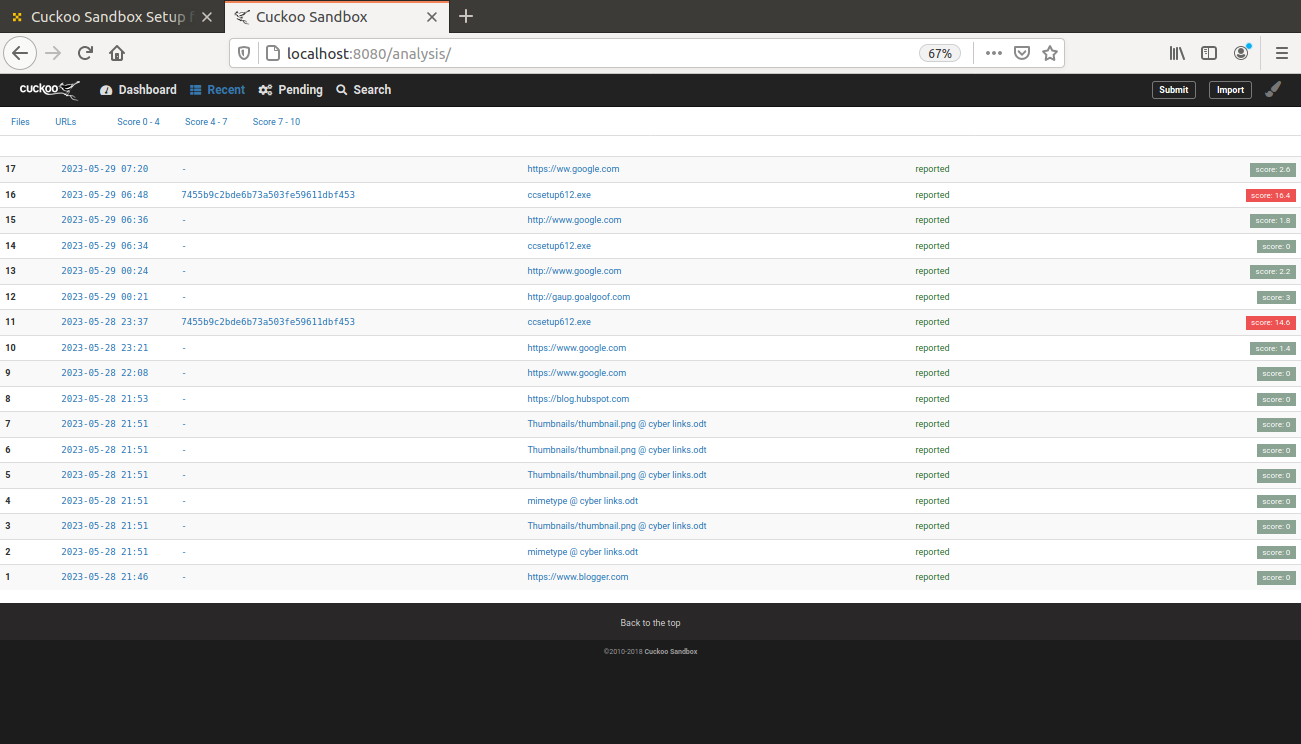 Cuckoo Sandbox Setup f
Cuckoo Sandbox
localhost:8080/analysis/
67%
cuckoo Dashboard Recent Pending Search Submit Import
Files URLs Score 0 - 4 Score 4 - 7 Score 7 - 10
17 2023-05-29 07:20 - https://ww.google.com reported score: 2.6
16 2023-05-29 06:48 7455b9c2bde6b73a503fe59611dbf453 ccsetup612.exe reported score: 16.4
15 2023-05-29 06:36 - http://www.google.com reported score: 1.8
14 2023-05-29 06:34 - ccsetup612.exe reported score: 0
13 2023-05-29 00:24 - http://www.google.com reported score: 2.2
12 2023-05-29 00:21 - http://gaup.goalgoof.com reported score: 3
11 2023-05-28 23:37 7455b9c2bde6b73a503fe59611dbf453 ccsetup612.exe reported score: 14.6
10 2023-05-28 23:21 - https://www.google.com reported score: 1.4
9 2023-05-28 22:08 - https://www.google.com reported score: 0
8 2023-05-28 21:53 - https://blog.hubspot.com reported score: 0
7 2023-05-28 21:51 - Thumbnails/thumbnail.png @ cyber links.odt reported score: 0
6 2023-05-28 21:51 - Thumbnails/thumbnail.png @ cyber links.odt reported score: 0
5 2023-05-28 21:51 - Thumbnails/thumbnail.png @ cyber links.odt reported score: 0
4 2023-05-28 21:51 - mimetype @ cyber links.odt reported score: 0
3 2023-05-28 21:51 - Thumbnails/thumbnail.png @ cyber links.odt reported score: 0
2 2023-05-28 21:51 - mimetype @ cyber links.odt reported score: 0
1 2023-05-28 21:46 - https://www.blogger.com reported score: 0
Back to the top
©2010-2018 Cuckoo Sandbox